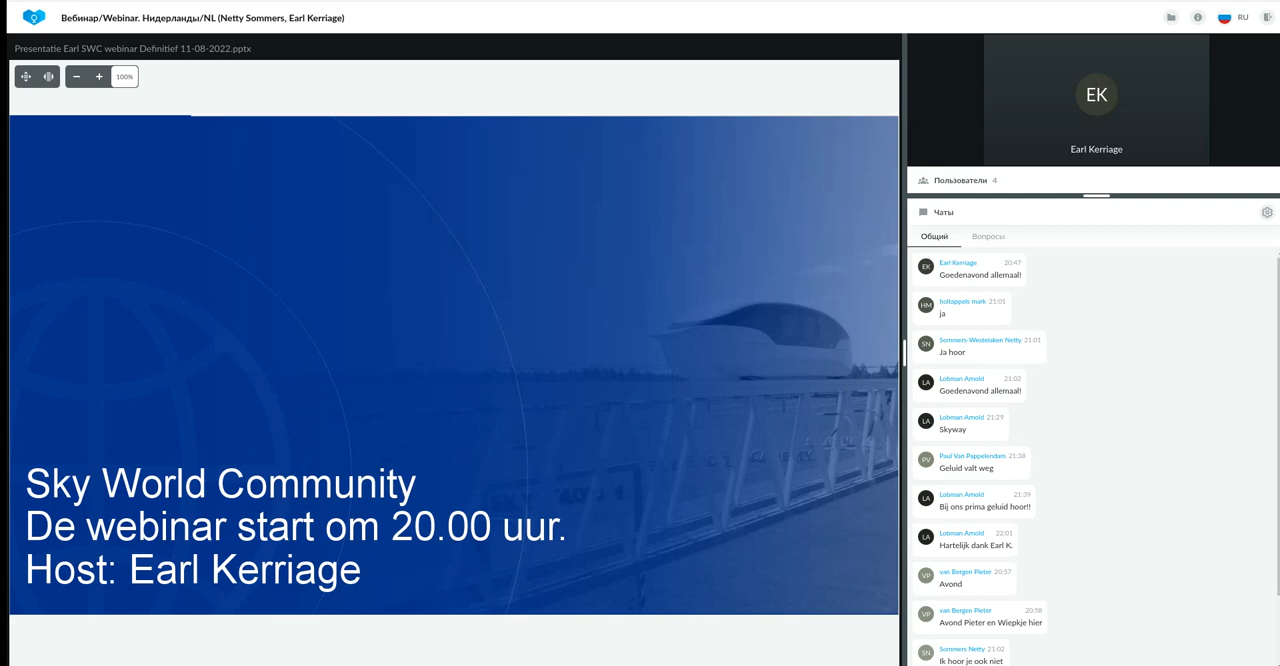 Вебинар/Webinar. Нидерланды/NL (Netty Sommers, Earl Kerriage)
RU
Presentatie Earl SWC webinar Definitief 11-08-2022.pptx
100%
Sky World Community
De webinar start om 20.00 uur.
Host: Earl Kerriage
EK
Earl Kerriage
Пользователи 4
Чаты
Общий Вопросы
EK Earl Kerriage 20:47
Goedenavond allemaal!
HM holtappels mark 21:01
ja
SN Sommers-Westelaken Netty 21:01
Ja hoor
LA Lobman Arnold 21:02
Goedenavond allemaal!
LA Lobman Arnold 21:29
Skyway
PV Paul Van Pappelendam 21:38
Geluid valt weg
LA Lobman Arnold 21:39
Bij ons prima geluid hoor!!
LA Lobman Arnold 22:01
Hartelijk dank Earl K.
VP van Bergen Pieter 20:57
Avond
VP van Bergen Pieter 20:58
Avond Pieter en Wiepkje hier
SN Sommers Netty 21:02
Ik hoor je ook niet